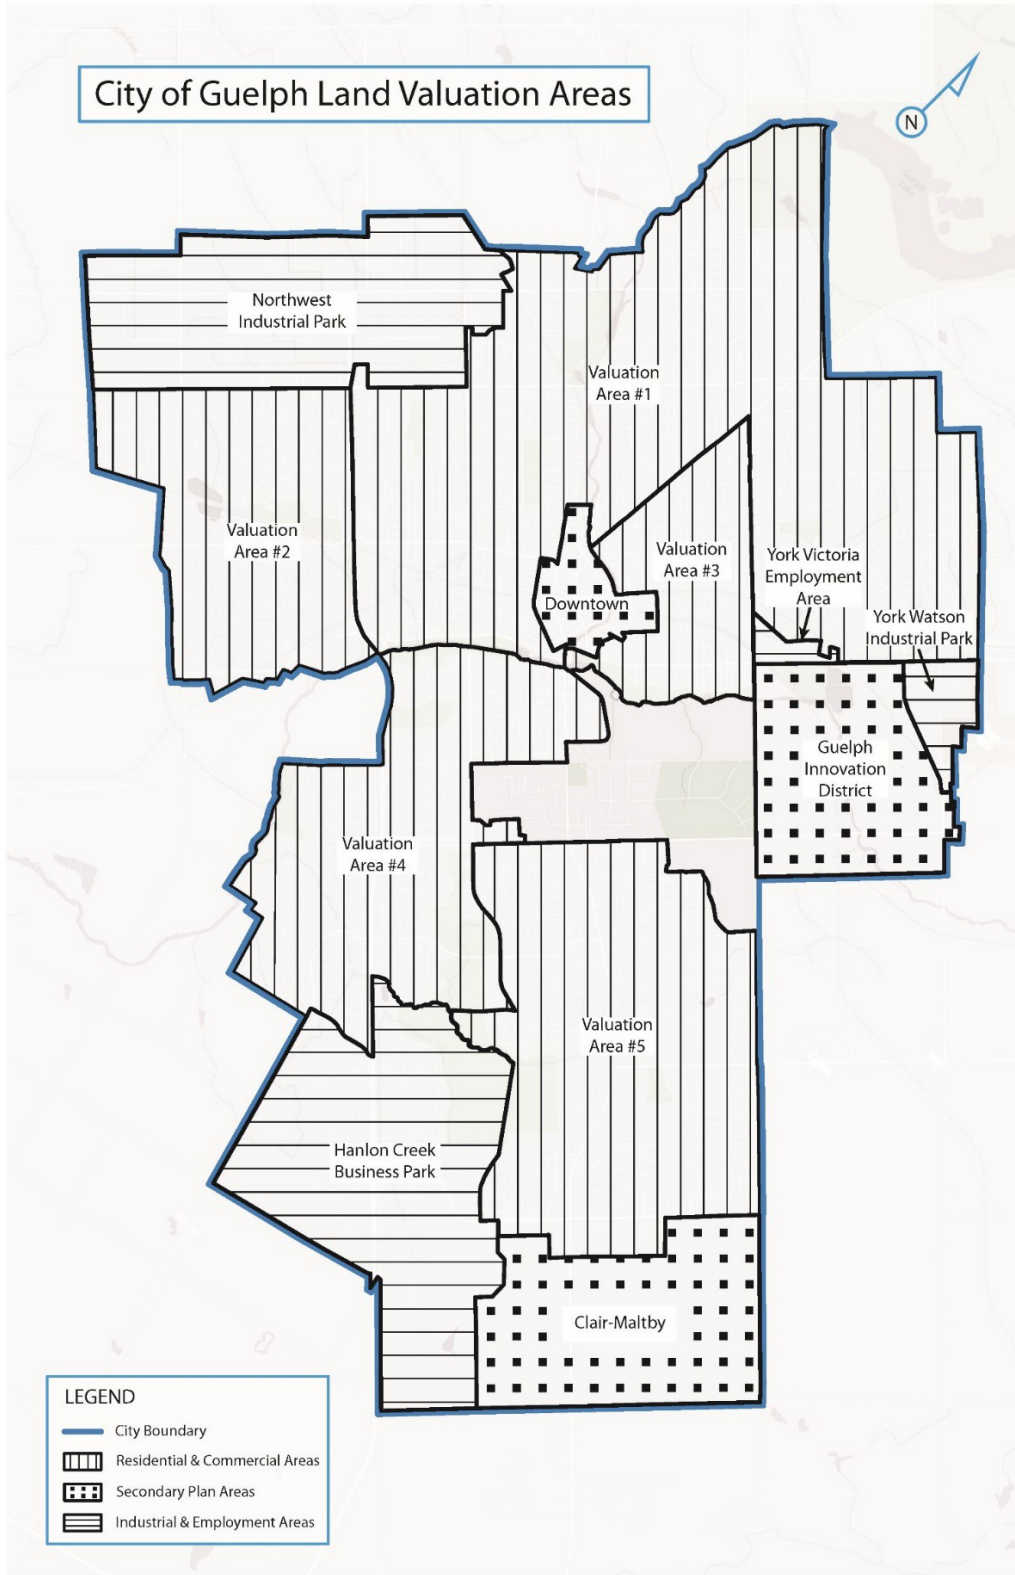 City of Guelph Land Valuation Areas
N
Northwest
Industrial Park
Valuation
Area #1
Valuation
Area #2
Valuation
Area #3
York Victoria
Employment
Area
Downtown
York Watson
Industrial Park
Guelph
Innovation
District
Valuation
Area #4
Valuation
Area #5
Hanlon Creek
Business Park
Clair-Maltby
LEGEND
City Boundary
Residential & Commercial Areas
Secondary Plan Areas
Industrial & Employment Areas